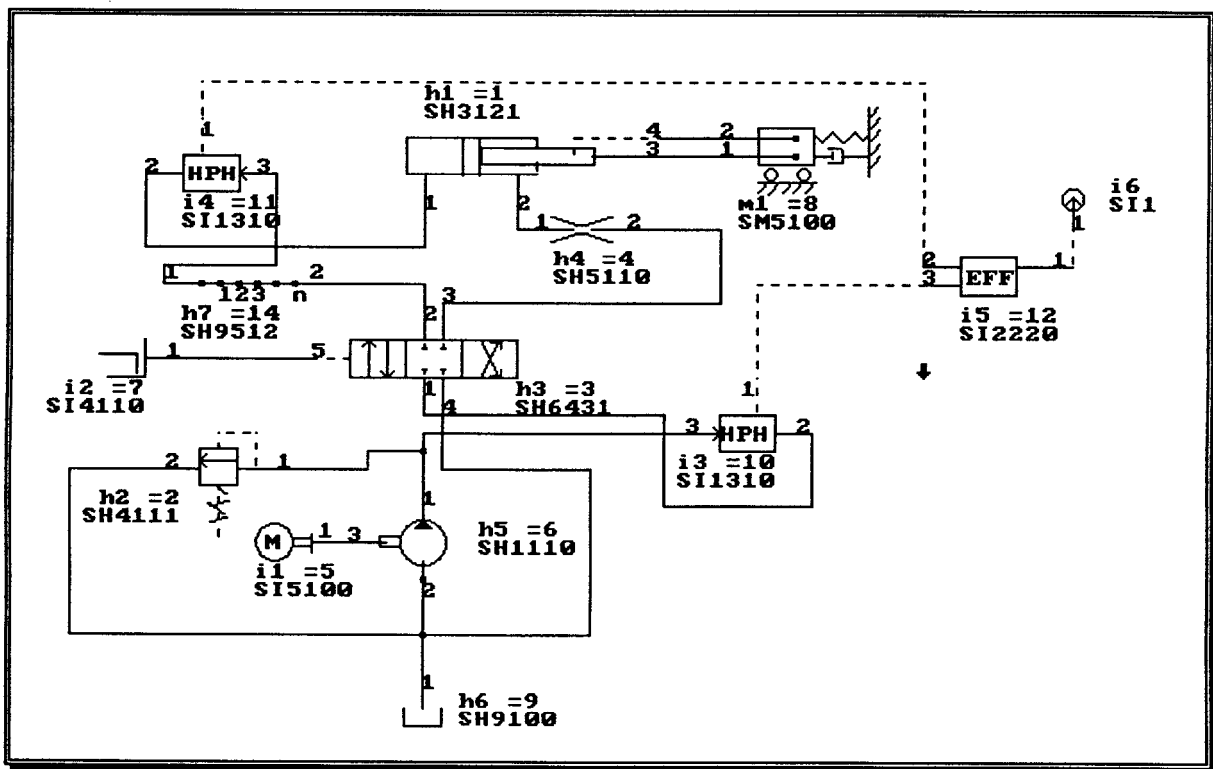 h1 =1
SH3121
1
4 2
2 HPH 3
3 1
i4 =11
SI1310
m1 =8
SM5100
i6
SI1
1
1
2
1 2
h4 =4
SH5110
1 2
123 n
h7 =14
SH9512
3
2
2
3 EFF 1
i5 =12
SI2220
1 5
i2 =7
SI4110
1
4
h3 =3
SH6431
1
3 HPH 2
i3 =10
SI1310
2 1
h2 =2
SH4111
1
M 1 3
i1 =5
SI5100
h5 =6
SH1110
2
1
h6 =9
SH9100